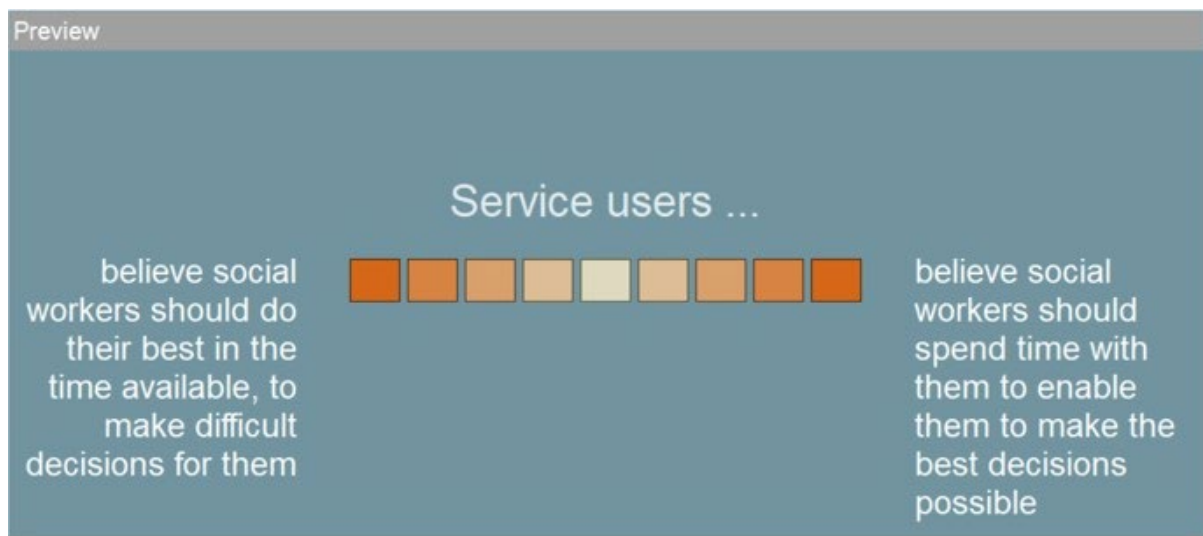 Preview
Service users ...
believe social
workers should do
their best in the
time available, to
make difficult
decisions for them
believe social
workers should
spend time with
them to enable
them to make the
best decisions
possible